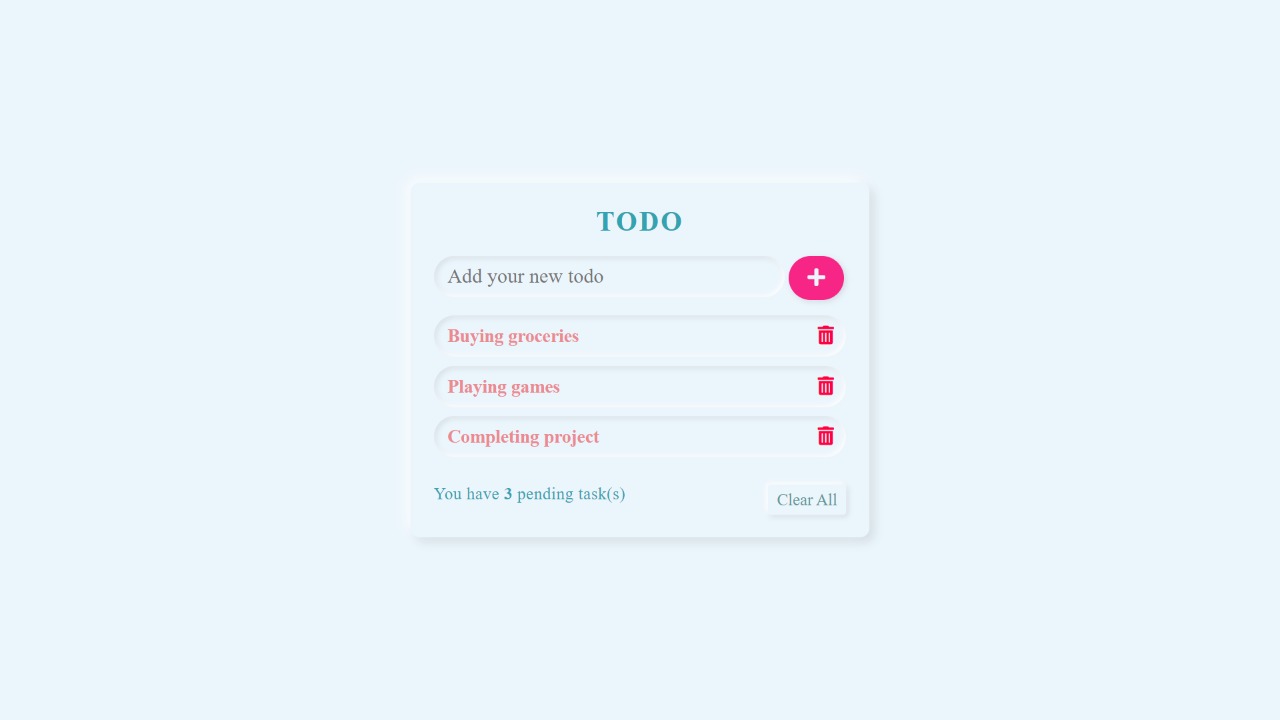 TODO
Add your new todo
Buying groceries
Playing games
Completing project
You have 3 pending task(s)
Clear All